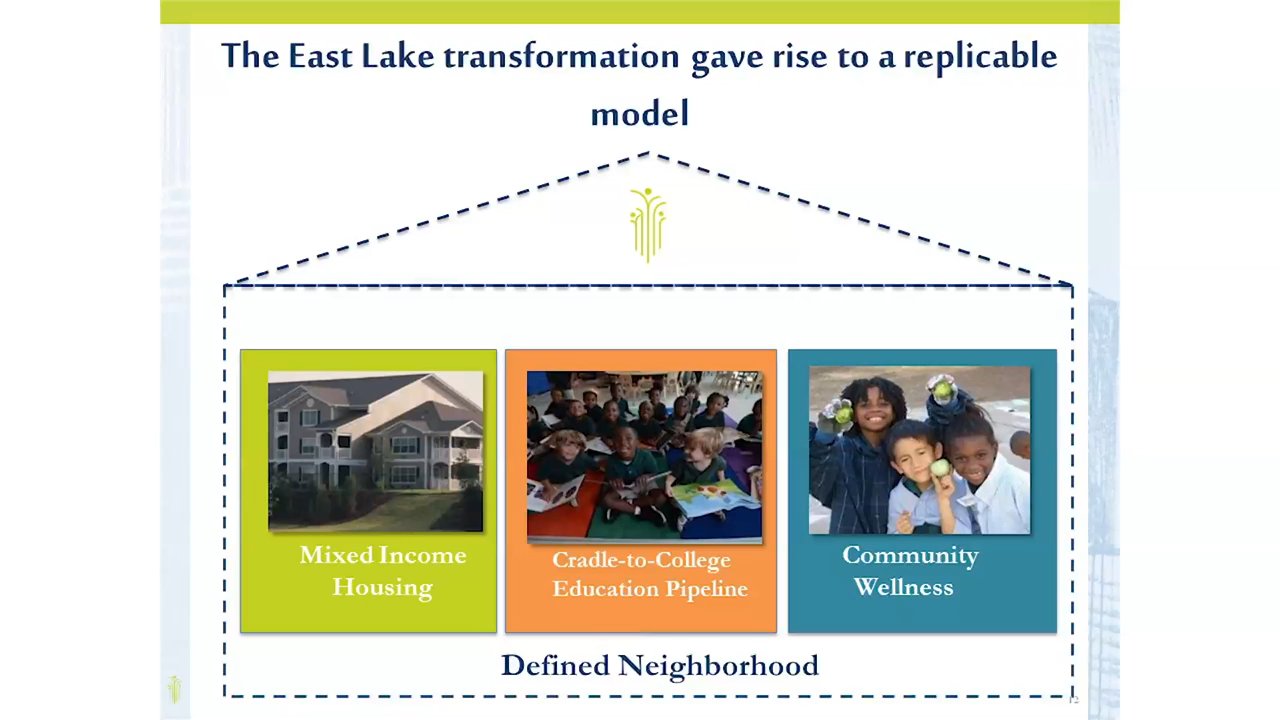 The East Lake transformation gave rise to a replicable
model
Mixed Income
Housing
Cradle-to-College
Education Pipeline
Community
Wellness
Defined Neighborhood